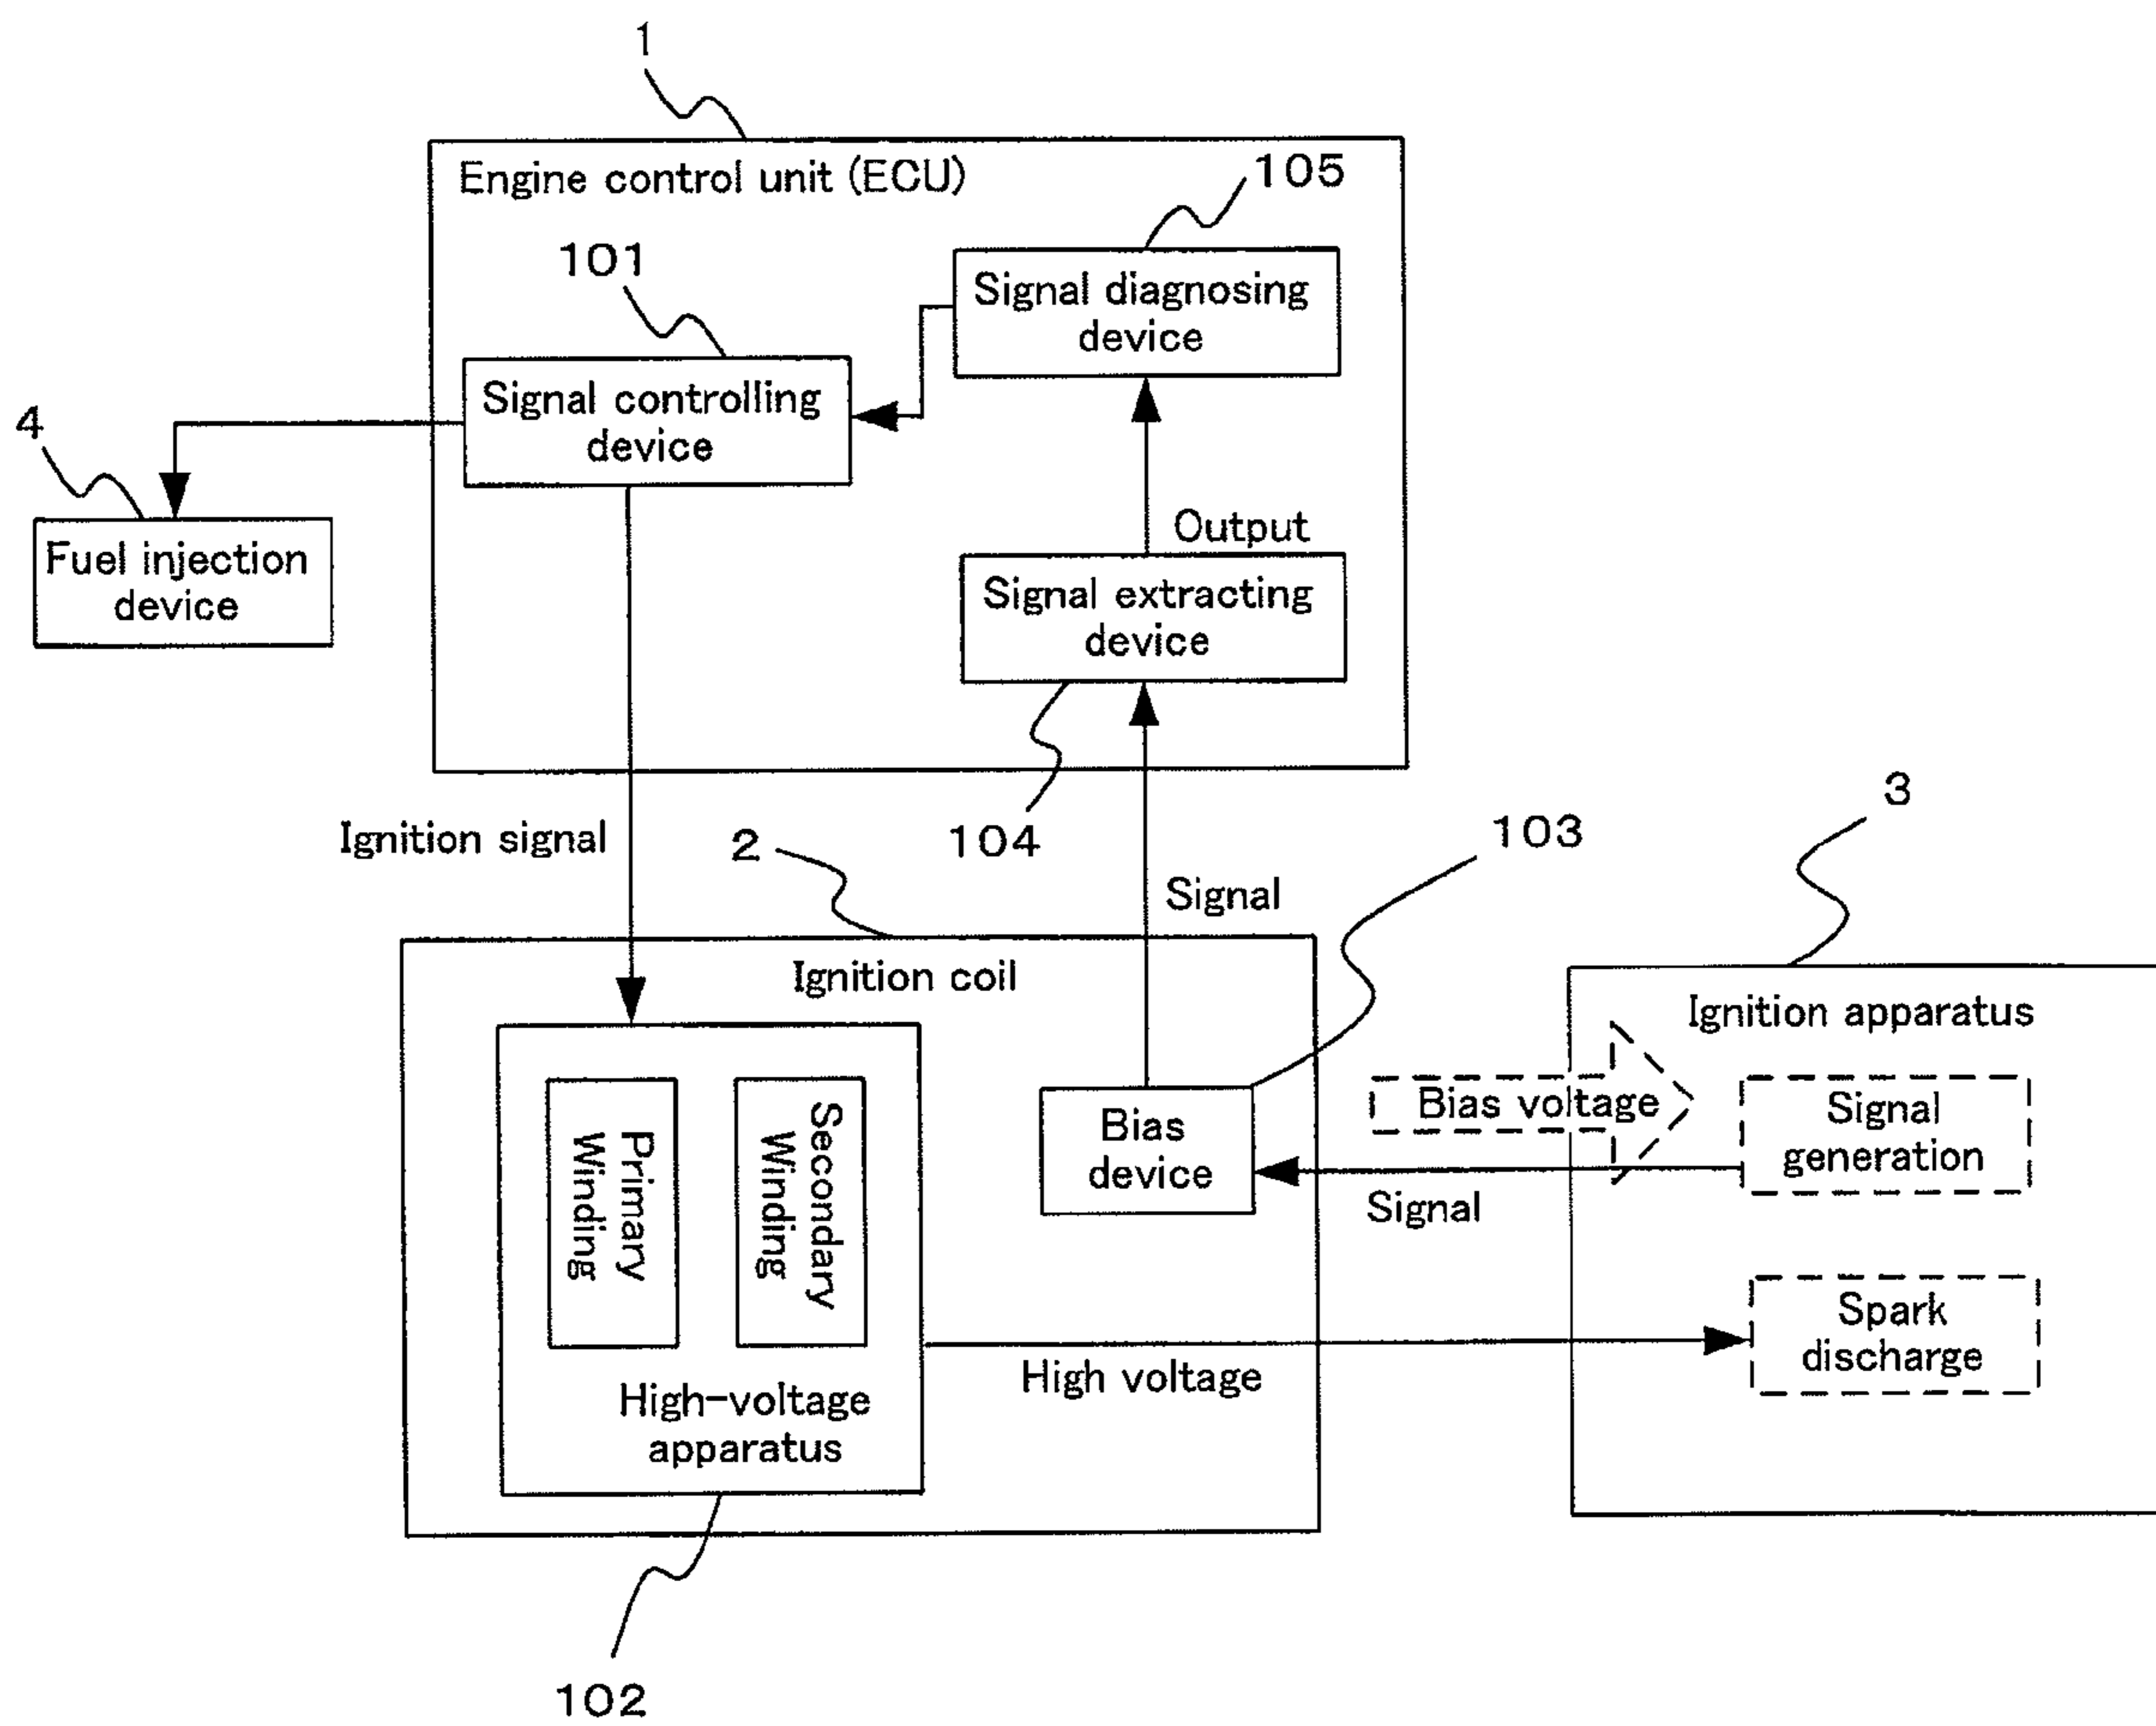 1
Engine control unit (ECU)
105
101
Signal diagnosing
device
Signal controlling
device
4
Fuel injection
device
Output
Signal extracting
device
104
Ignition signal
2
Signal
103
3
Ignition coil
Ignition apparatus
Primary
Winding
Secondary
Winding
Bias
device
Bias voltage
Signal
generation
Signal
Spark
discharge
High voltage
High-voltage
apparatus
102